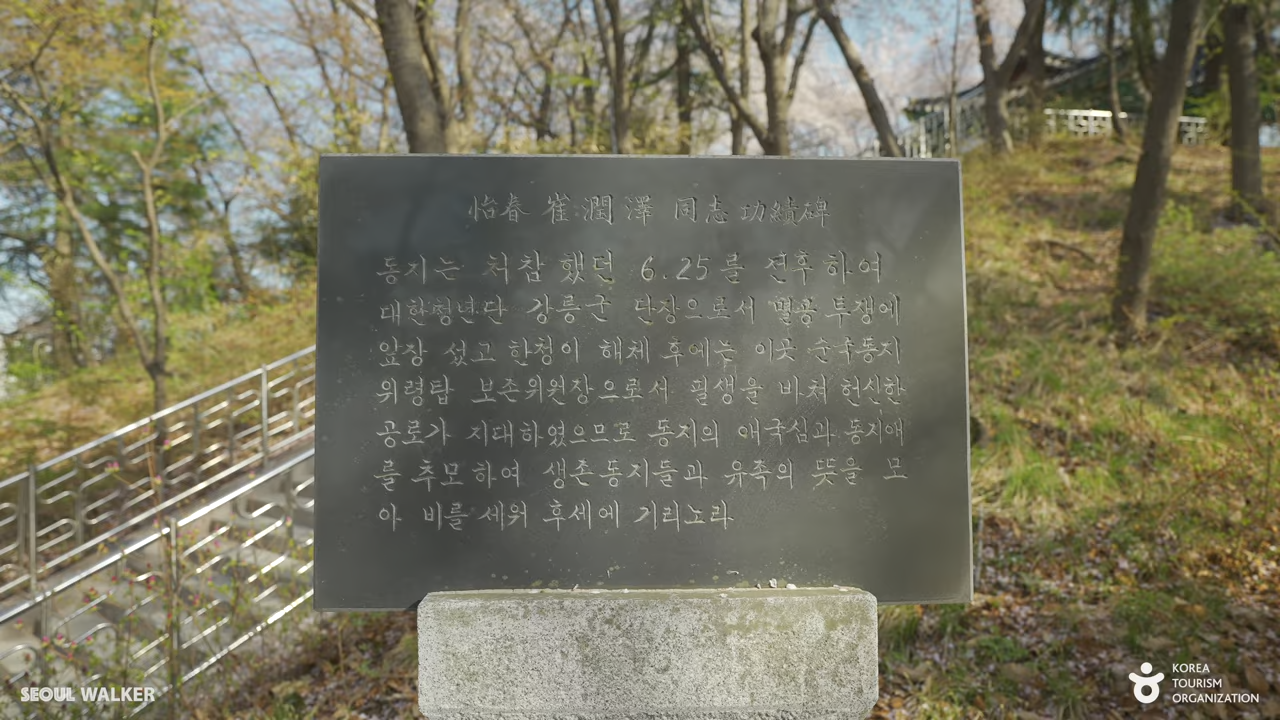 怡春 崔潤澤 同志 功績碑
동지는 처참했던 6.25를 전후하여
대한청년단 강릉군 단장으로서 멸공 투쟁에
앞장 섰고 한청이 해체 후에는 이곳 순국동지
위령탑 보존위원장으로서 필생을 바쳐 헌신한
공로가 지대하였으므로 동지의 애국심과 동지애
를 추모하여 생존동지들과 유족의 뜻을 모
아 비를 세워 후세에 기리노라
SEOUL WALKER
KOREA
TOURISM
ORGANIZATION